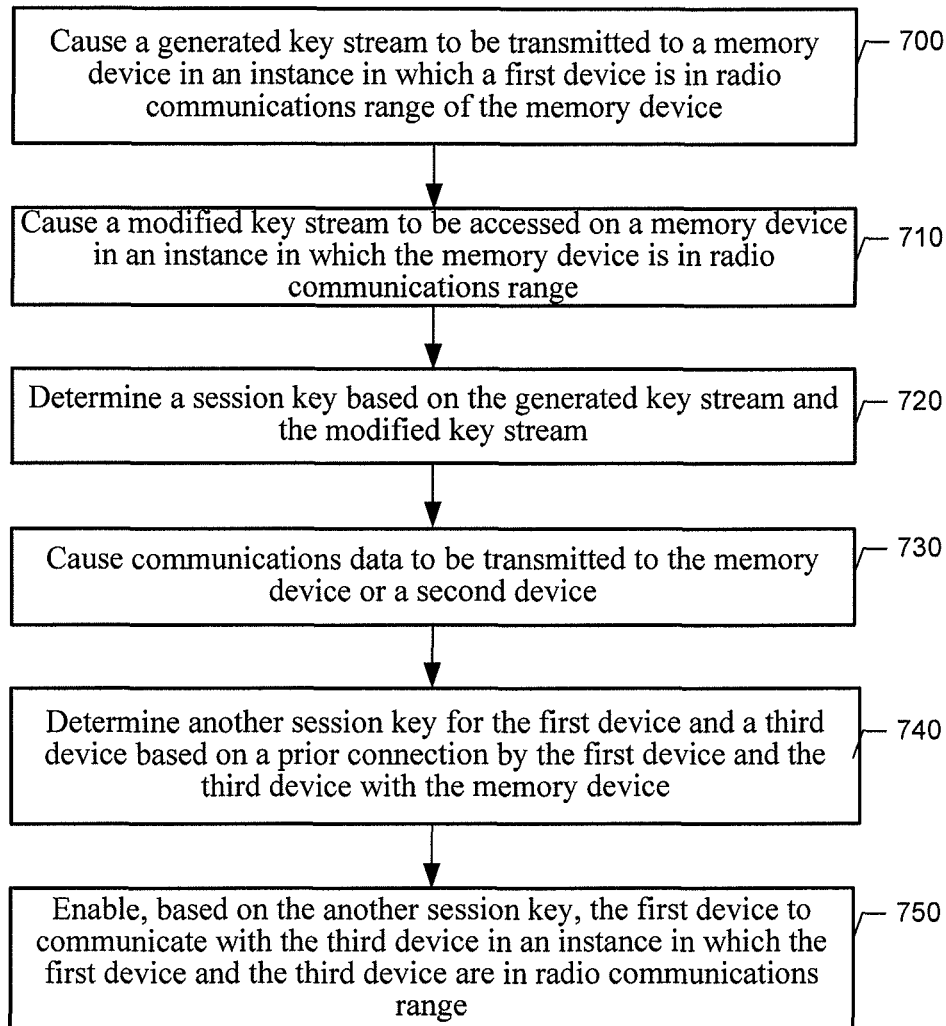 Cause a generated key stream to be transmitted to a memory
device in an instance in which a first device is in radio
communications range of the memory device
700
Cause a modified key stream to be accessed on a memory device
in an instance in which the memory device is in radio
communications range
710
Determine a session key based on the generated key stream and
the modified key stream
720
Cause communications data to be transmitted to the memory
device or a second device
730
Determine another session key for the first device and a third
device based on a prior connection by the first device and the
third device with the memory device
740
Enable, based on the another session key, the first device to
communicate with the third device in an instance in which the
first device and the third device are in radio communications
range
750